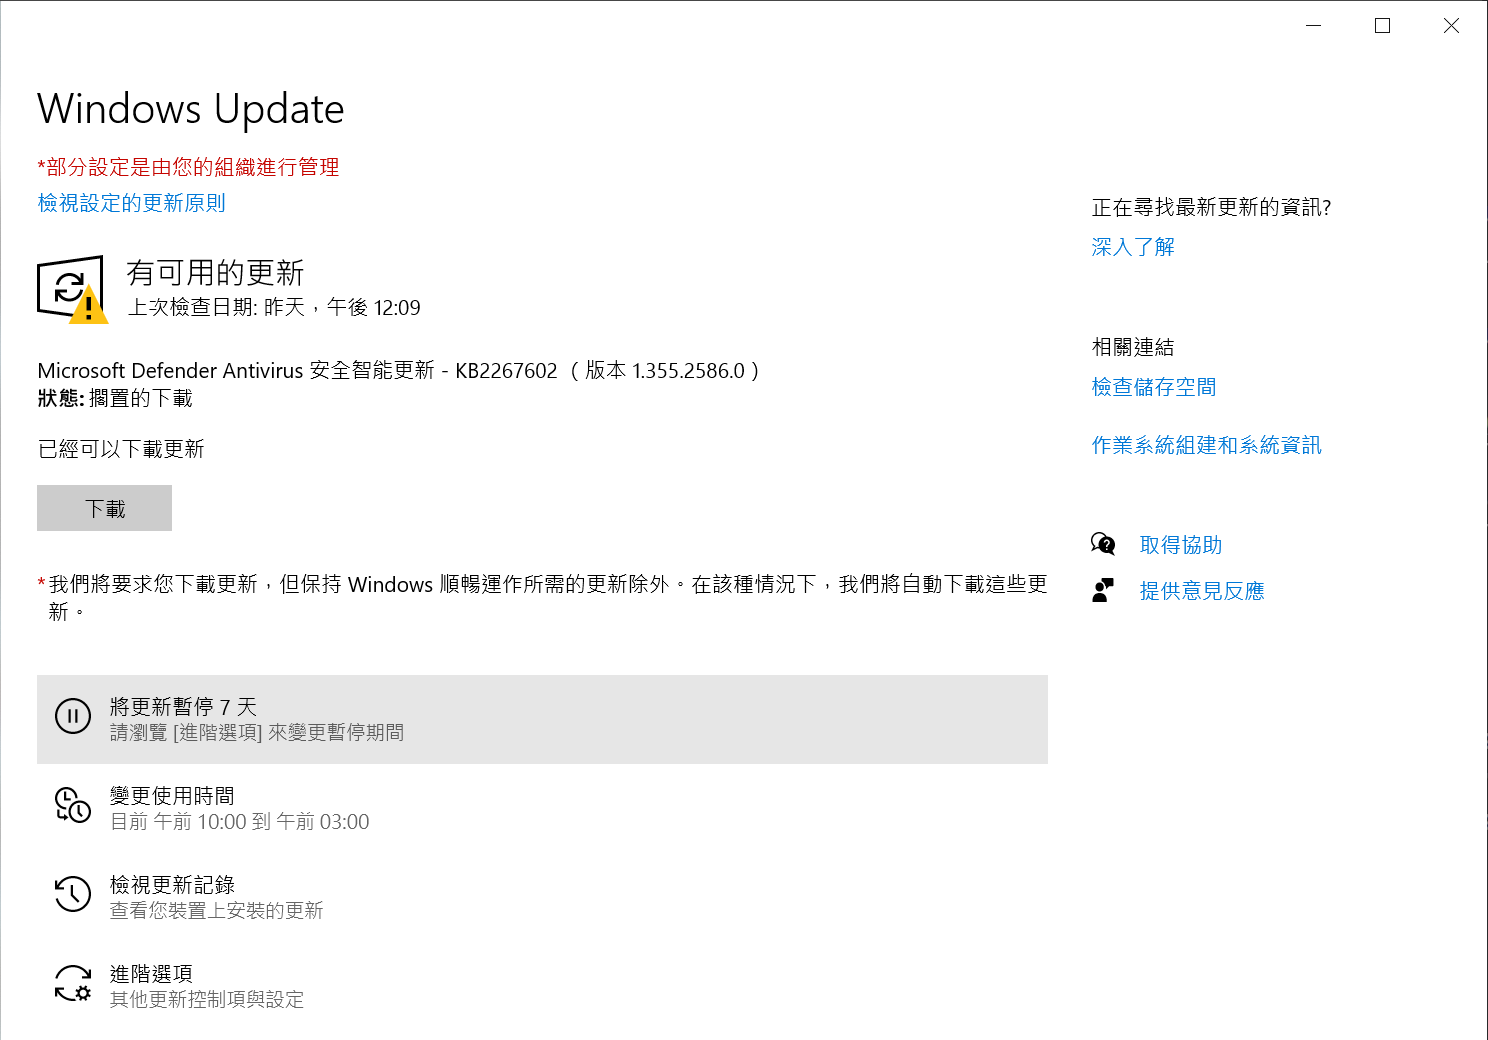 Windows Update
*部分設定是由您的組織進行管理
檢視設定的更新原則
有可用的更新
上次檢查日期: 昨天，午後 12:09
Microsoft Defender Antivirus 安全智能更新 - KB2267602 （版本 1.355.2586.0）
狀態: 擱置的下載
已經可以下載更新
下載
*我們將要求您下載更新，但保持 Windows 順暢運作所需的更新除外。在該種情況下，我們將自動下載這些更
新。
將更新暫停 7 天
請瀏覽 [進階選項] 來變更暫停期間
變更使用時間
目前 午前 10:00 到 午前 03:00
檢視更新記錄
查看您裝置上安裝的更新
進階選項
其他更新控制項與設定
正在尋找最新更新的資訊?
深入了解
相關連結
檢查儲存空間
作業系統組建和系統資訊
取得協助
提供意見反應